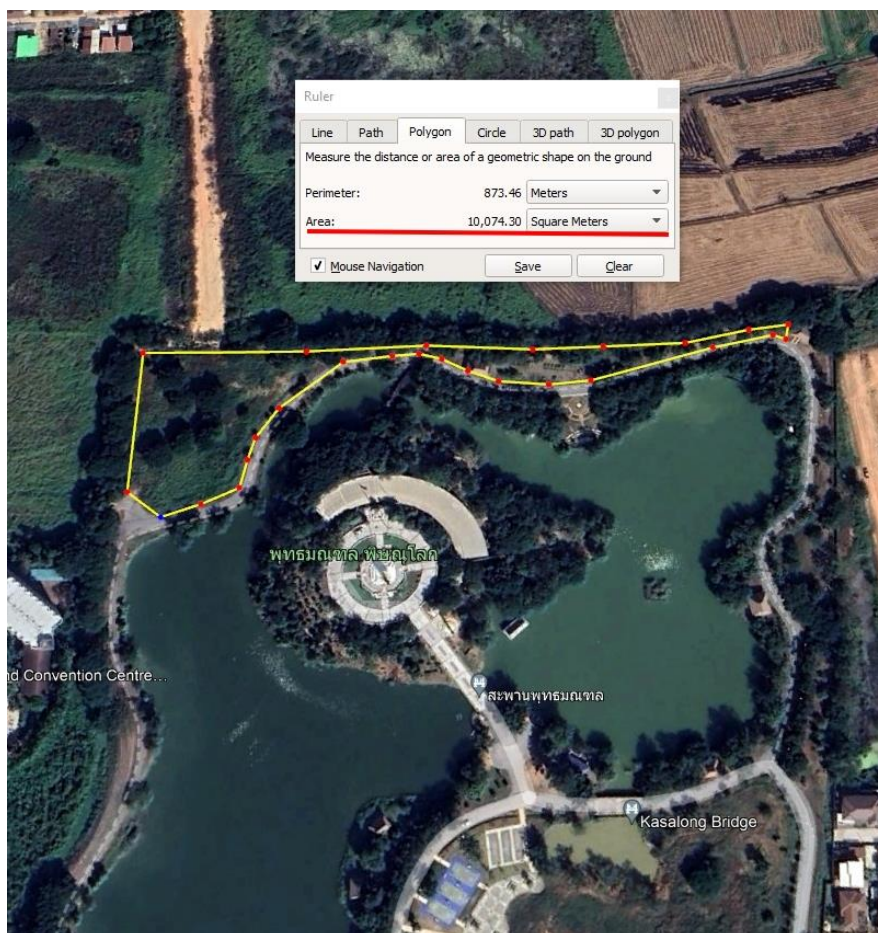 Ruler
Line Path Polygon Circle 3D path 3D polygon
Measure the distance or area of a geometric shape on the ground
Perimeter: 873.46 Meters
Area: 10,074.30 Square Meters
Mouse Navigation Save Clear
พุทธมณฑล พิษณุโลก
nd Convention Centre...
สะพานพุทธมณฑล
Kasalong Bridge